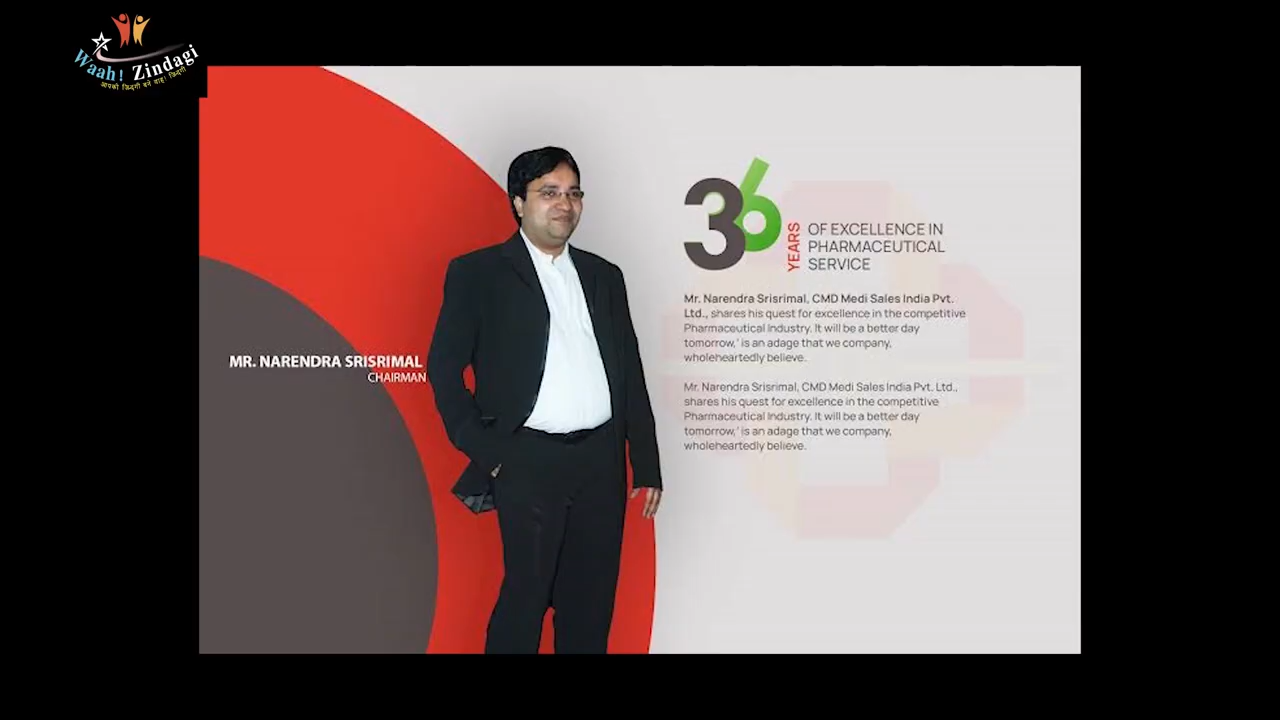 Waah! Zindagi
आपकी ज़िन्दगी बने वाह! ज़िन्दगी
36 YEARS
OF EXCELLENCE IN
PHARMACEUTICAL
SERVICE
Mr. Narendra Srisrimal, CMD Medi Sales India Pvt.
Ltd., shares his quest for excellence in the competitive
Pharmaceutical Industry. It will be a better day
tomorrow,' is an adage that we company,
wholeheartedly believe.
MR. NARENDRA SRISRIMAL
CHAIRMAN
Mr. Narendra Srisrimal, CMD Medi Sales India Pvt. Ltd.,
shares his quest for excellence in the competitive
Pharmaceutical Industry. It will be a better day
tomorrow,' is an adage that we company,
wholeheartedly believe.